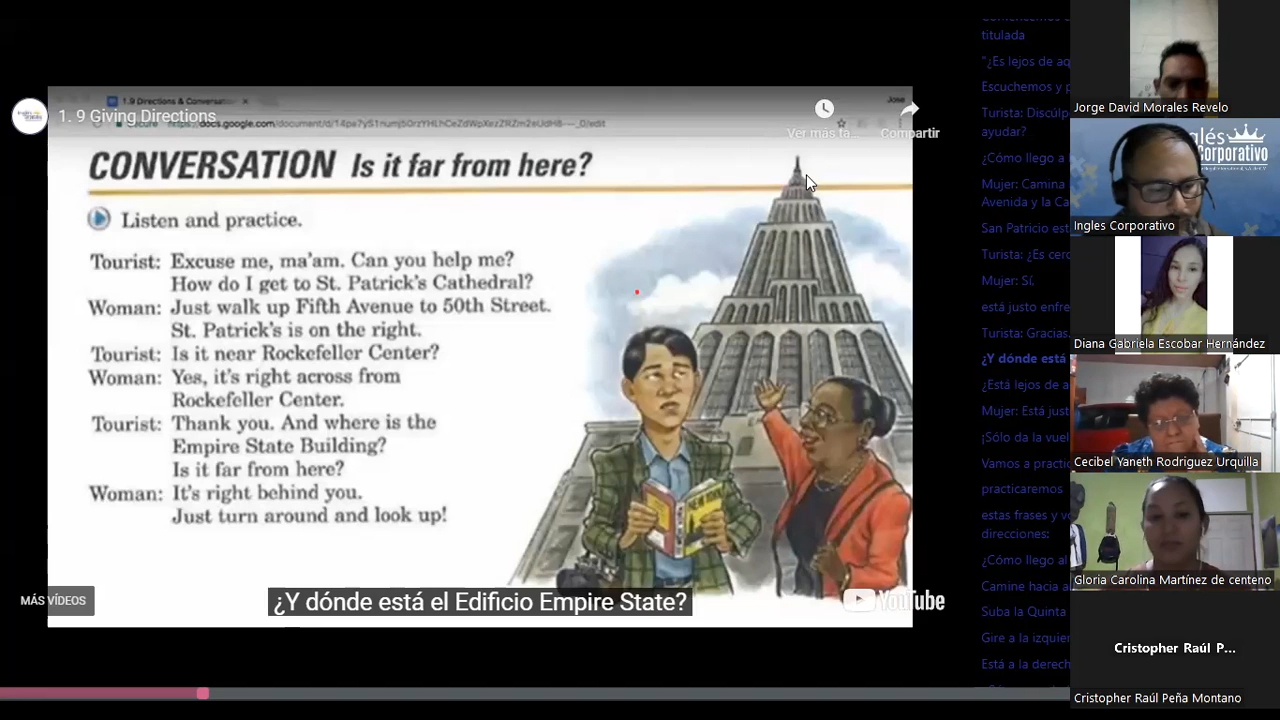 1. 9 Giving Directions
1.9 Directions & Conversation
Ver más ta...
Compartir
CONVERSATION Is it far from here?
Listen and practice.
Tourist: Excuse me, ma'am. Can you help me?
How do I get to St. Patrick's Cathedral?
Woman: Just walk up Fifth Avenue to 50th Street.
St. Patrick's is on the right.
Tourist: Is it near Rockefeller Center?
Woman: Yes, it's right across from
Rockefeller Center.
Tourist: Thank you. And where is the
Empire State Building?
Is it far from here?
Woman: It's right behind you.
Just turn around and look up!
MÁS VÍDEOS
¿Y dónde está el Edificio Empire State?
YouTube
titulada
"¿Es lejos de aq
Escuchemos y p
Turista: Discúlp
ayudar?
¿Cómo llego a
Mujer: Camina
Avenida y la Ca
San Patricio est
Turista: ¿Es cerc
Mujer: Sí,
está justo enfre
Turista: Gracias.
¿Y dónde está
¿Está lejos de a
Mujer: Está just
¡Sólo da la vuel
Vamos a practic
practicaremos
estas frases y v
direcciones:
¿Cómo llego al
Camine hacia a
Suba la Quinta
Gire a la izquier
Está a la derech
Jorge David Morales Revelo
Inglés
Corporativo
Ingles Corporativo
Diana Gabriela Escobar Hernández
Cecibel Yaneth Rodriguez Urquilla
Gloria Carolina Martínez de centeno
Cristopher Raúl P...
Cristopher Raúl Peña Montano